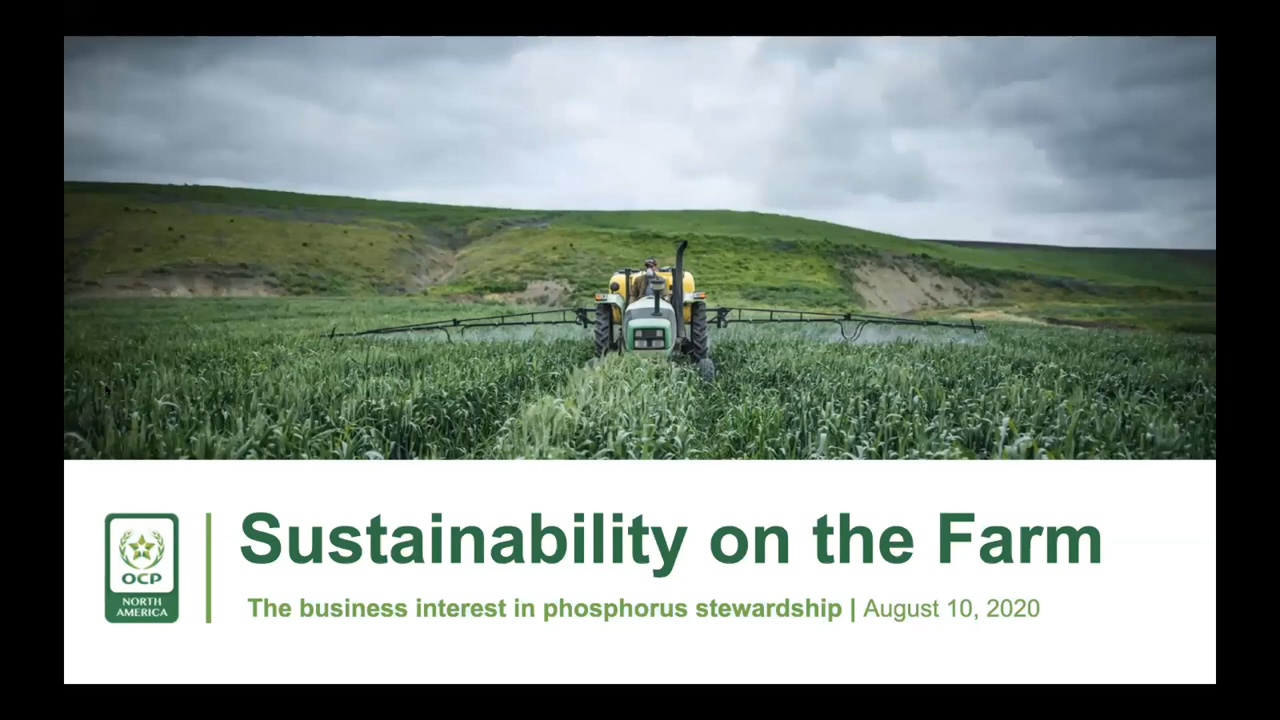 Sustainability on the Farm
OCP
NORTH
AMERICA
The business interest in phosphorus stewardship | August 10, 2020